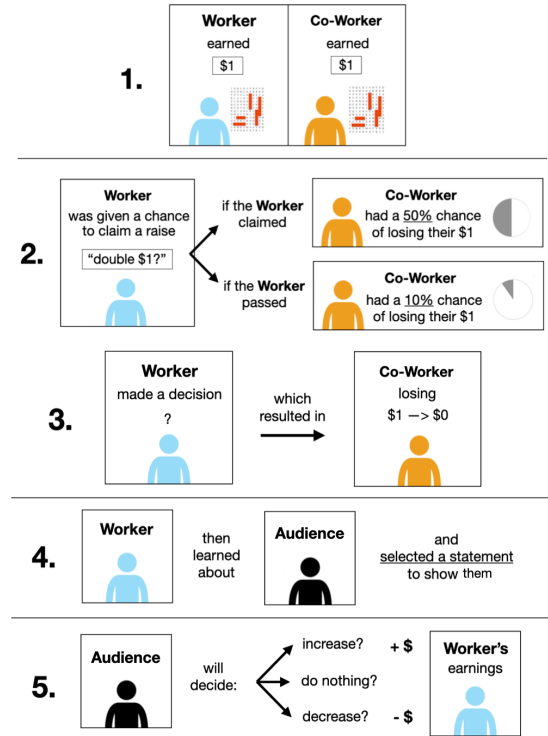 1.
Worker
earned
$1
Co-Worker
earned
$1
2.
Worker
was given a chance
to claim a raise
“double $1?”
if the Worker
claimed
Co-Worker
had a 50% chance
of losing their $1
if the Worker
passed
Co-Worker
had a 10% chance
of losing their $1
3.
Worker
made a decision
?
which
resulted in
Co-Worker
losing
$1 —> $0
4.
Worker
then
learned
about
Audience
and
selected a statement
to show them
5.
Audience
will
decide:
increase?
+ $
do nothing?
decrease?
- $
Worker’s
earnings